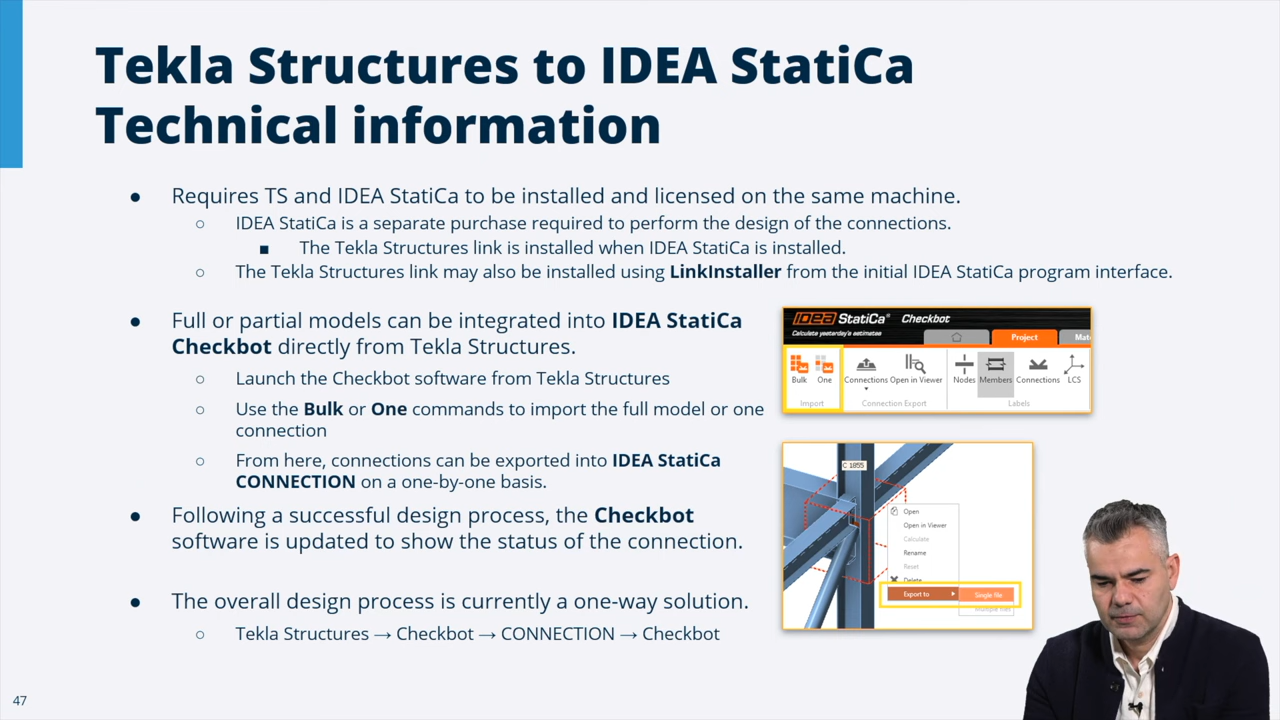 Tekla Structures to IDEA StatiCa
Technical information
● Requires TS and IDEA StatiCa to be installed and licensed on the same machine.
○ IDEA StatiCa is a separate purchase required to perform the design of the connections.
■ The Tekla Structures link is installed when IDEA StatiCa is installed.
○ The Tekla Structures link may also be installed using LinkInstaller from the initial IDEA StatiCa program interface.
● Full or partial models can be integrated into IDEA StatiCa
Checkbot directly from Tekla Structures.
○ Launch the Checkbot software from Tekla Structures
○ Use the Bulk or One commands to import the full model or one
connection
○ From here, connections can be exported into IDEA StatiCa
CONNECTION on a one-by-one basis.
● Following a successful design process, the Checkbot
software is updated to show the status of the connection.
● The overall design process is currently a one-way solution.
○ Tekla Structures → Checkbot → CONNECTION → Checkbot
IDEA StatiCa® Checkbot
Calculate yesterday's estimates
Project
Bulk One Connections Open in Viewer Nodes Members Connections LCS
Import Connection Export Labels
C 1855
Open
Open in Viewer
Calculate
Rename
Reset
Delete
Export to Single file
Multiple files
47